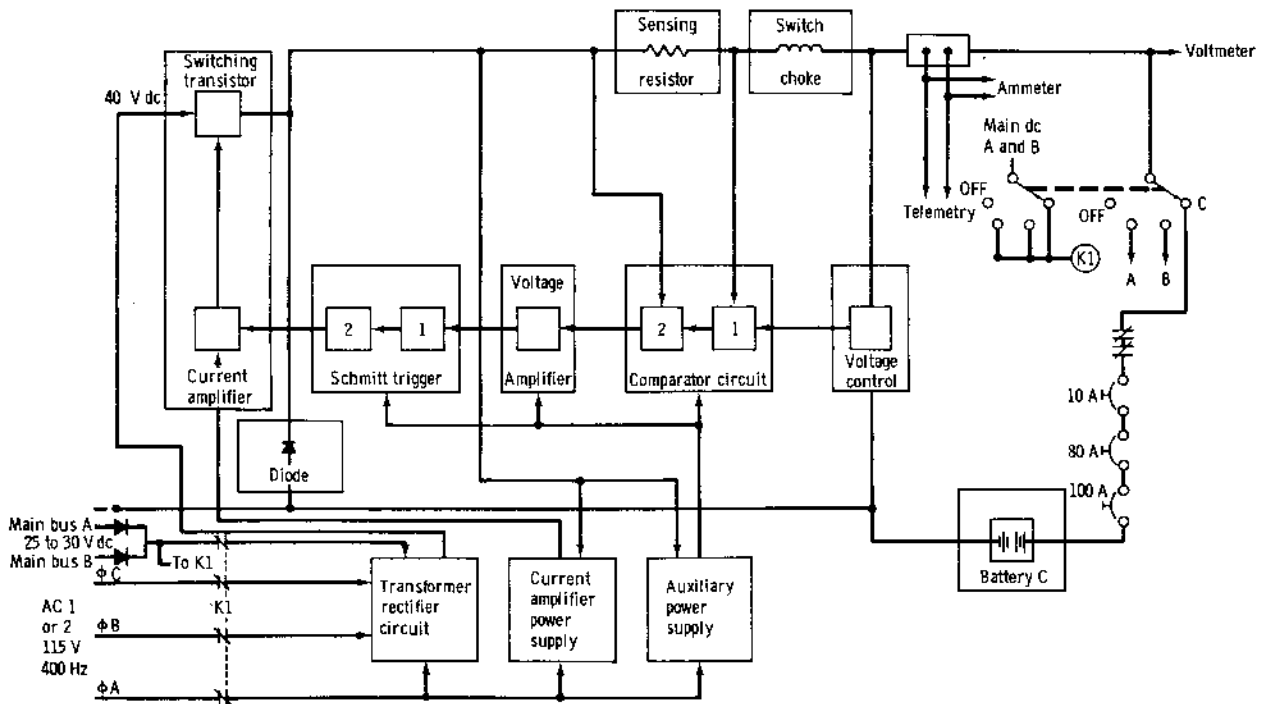 Sensing
resistor
Switch
choke
Voltmeter
Ammeter
Telemetry
Switching
transistor
40 V dc
Main dc
A and B
OFF
OFF
C
K1
A
B
2
1
Schmitt trigger
Voltage
Amplifier
2
1
Comparator circuit
Voltage
control
Current
amplifier
Diode
10 A
80 A
100 A
Battery C
Main bus A
25 to 30 V dc
Main bus B
To K1
ϕ C
K1
AC 1
or 2
115 V
400 Hz
ϕ B
ϕ A
Transformer
rectifier
circuit
Current
amplifier
power
supply
Auxiliary
power
supply